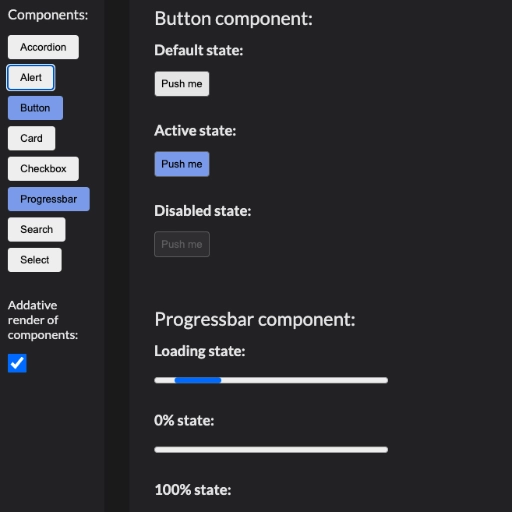 Components:
Accordion
Alert
Button
Card
Checkbox
Progressbar
Search
Select
Addative
render of
components:
Button component:
Default state:
Push me
Active state:
Push me
Disabled state:
Push me
Progressbar component:
Loading state:
0% state:
100% state: